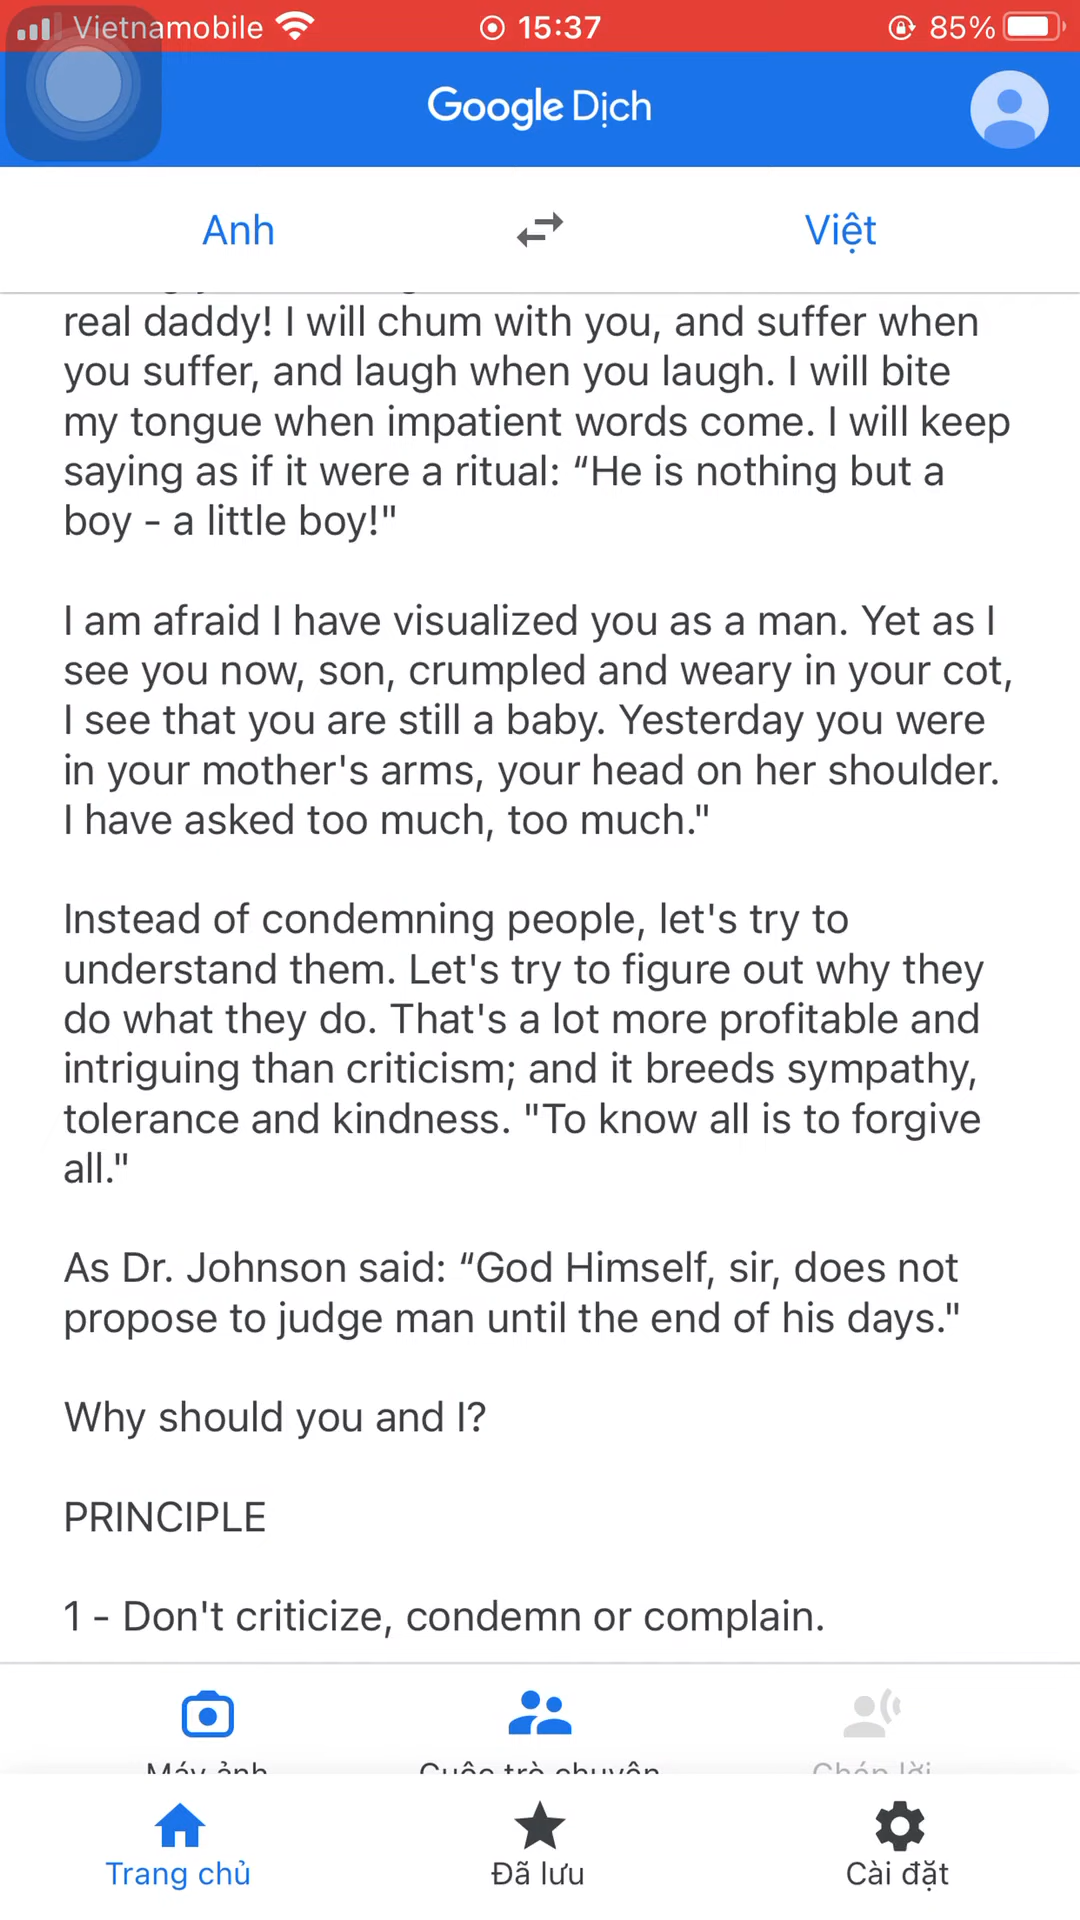 Vietnamobile 15:37 85%
Google Dịch
Anh Việt
real daddy! I will chum with you, and suffer when
you suffer, and laugh when you laugh. I will bite
my tongue when impatient words come. I will keep
saying as if it were a ritual: “He is nothing but a
boy - a little boy!"
I am afraid I have visualized you as a man. Yet as I
see you now, son, crumpled and weary in your cot,
I see that you are still a baby. Yesterday you were
in your mother's arms, your head on her shoulder.
I have asked too much, too much."
Instead of condemning people, let's try to
understand them. Let's try to figure out why they
do what they do. That's a lot more profitable and
intriguing than criticism; and it breeds sympathy,
tolerance and kindness. "To know all is to forgive
all."
As Dr. Johnson said: “God Himself, sir, does not
propose to judge man until the end of his days."
Why should you and I?
PRINCIPLE
1 - Don't criticize, condemn or complain.
Máy ảnh Cuộc trò chuyện Chép lời
Trang chủ Đã lưu Cài đặt